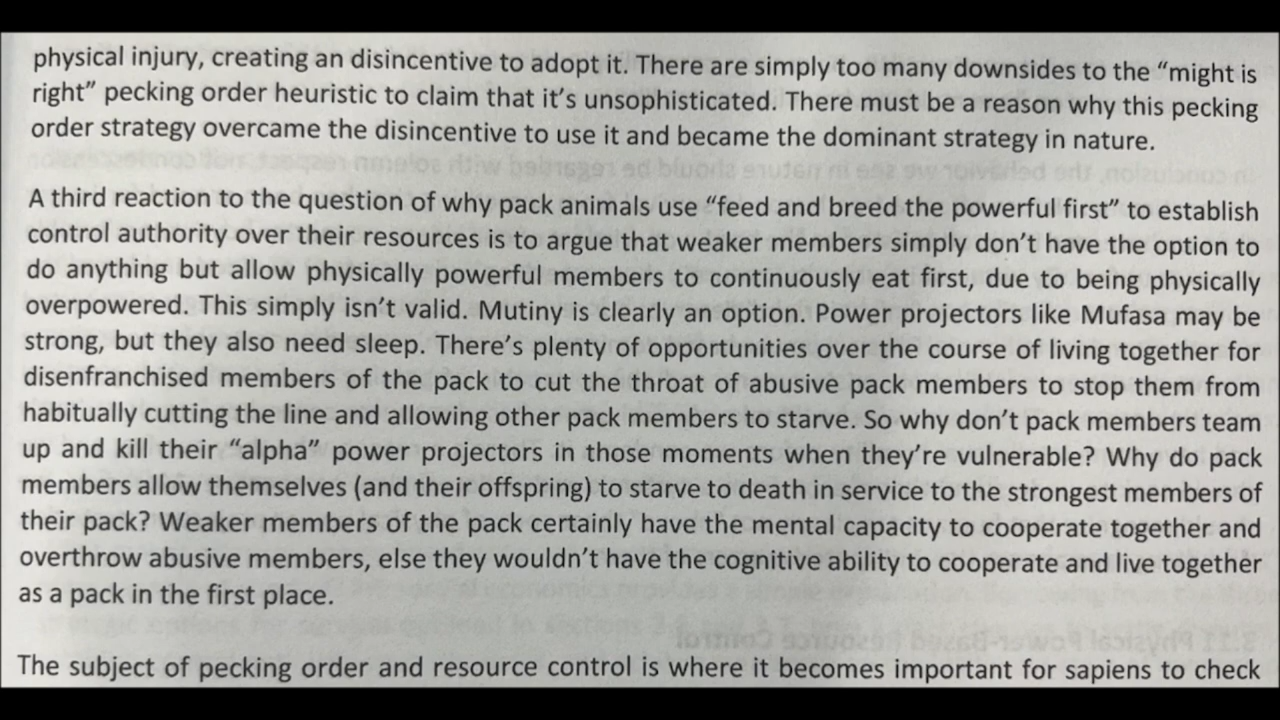 physical injury, creating an disincentive to adopt it. There are simply too many downsides to the “might is
right” pecking order heuristic to claim that it’s unsophisticated. There must be a reason why this pecking
order strategy overcame the disincentive to use it and became the dominant strategy in nature.
A third reaction to the question of why pack animals use “feed and breed the powerful first” to establish
control authority over their resources is to argue that weaker members simply don’t have the option to
do anything but allow physically powerful members to continuously eat first, due to being physically
overpowered. This simply isn’t valid. Mutiny is clearly an option. Power projectors like Mufasa may be
strong, but they also need sleep. There’s plenty of opportunities over the course of living together for
disenfranchised members of the pack to cut the throat of abusive pack members to stop them from
habitually cutting the line and allowing other pack members to starve. So why don’t pack members team
up and kill their “alpha” power projectors in those moments when they’re vulnerable? Why do pack
members allow themselves (and their offspring) to starve to death in service to the strongest members of
their pack? Weaker members of the pack certainly have the mental capacity to cooperate together and
overthrow abusive members, else they wouldn’t have the cognitive ability to cooperate and live together
as a pack in the first place.
The subject of pecking order and resource control is where it becomes important for sapiens to check